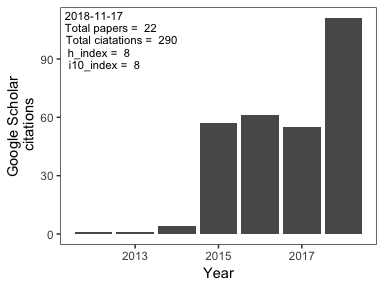 2018-11-17
Total papers = 22
Total ciatations = 290
h_index = 8
i10_index = 8
Google Scholar
citations
90
60
30
0
2013
2015
2017
Year